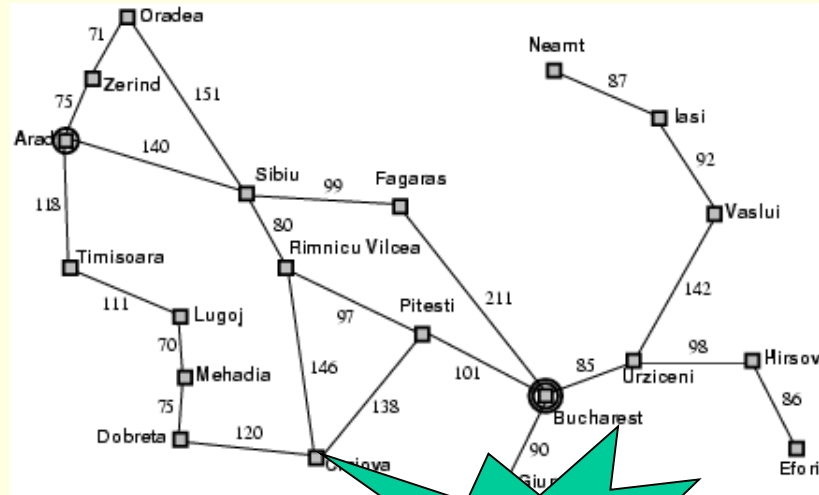 Oradea
71
Neamt
Zerind
87
151
75
Iasi
Arad
140
92
Sibiu
Fagaras
99
118
Vaslui
80
Timisoara
Rimnicu Vilcea
111
211
142
Lugoj
Pitesti
97
70
98
Hirsov
85
Mehadia
146
101
Urziceni
138
86
75
Bucharest
Dobreta
120
90
Efori
Giur